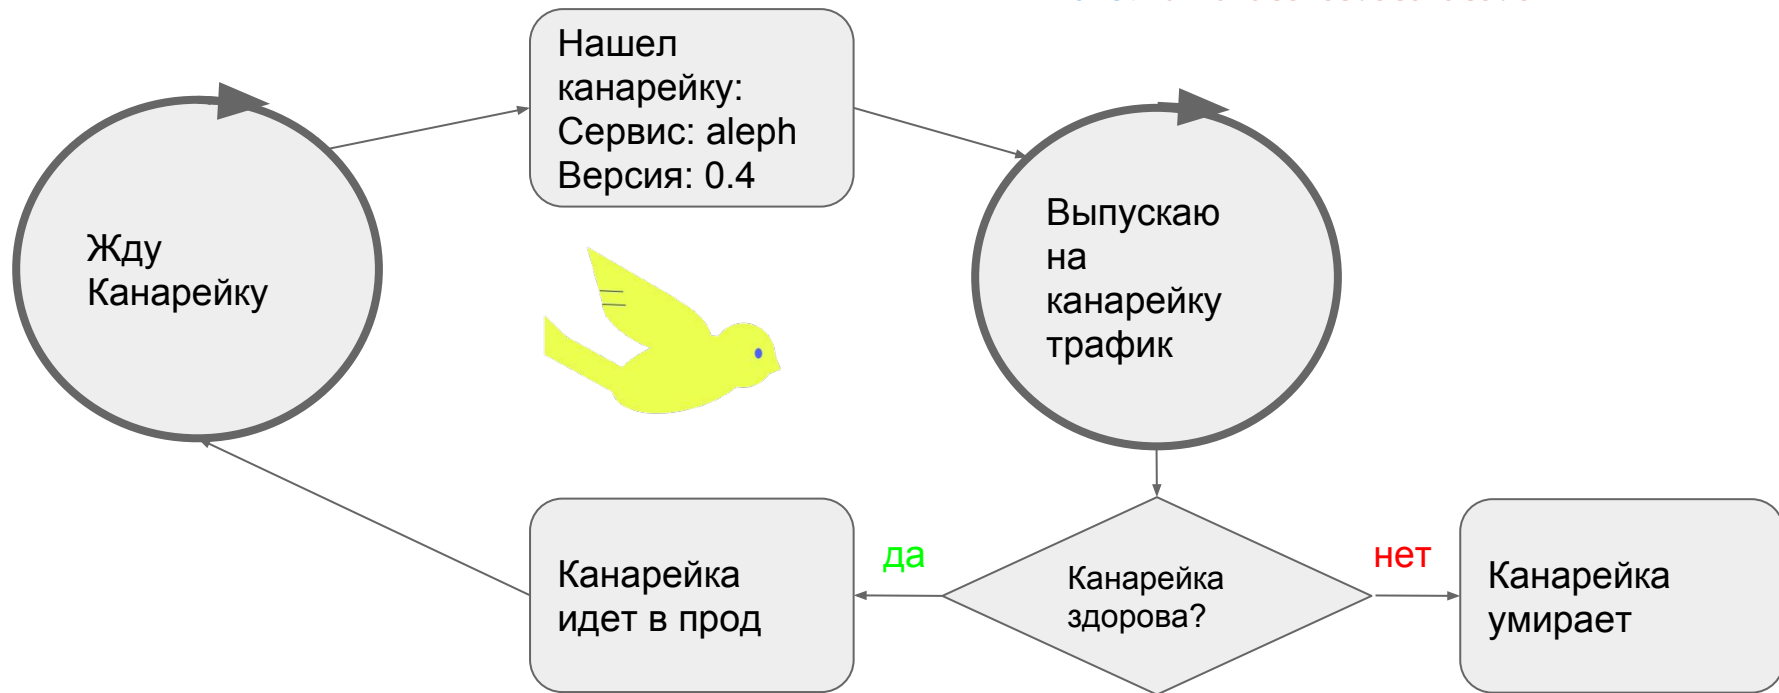 Нашел
канарейку:
Сервис: aleph
Версия: 0.4
Жду
Канарейку
Выпускаю
на
канарейку
трафик
да
нет
Канарейка
идет в прод
Канарейка
здорова?
Канарейка
умирает